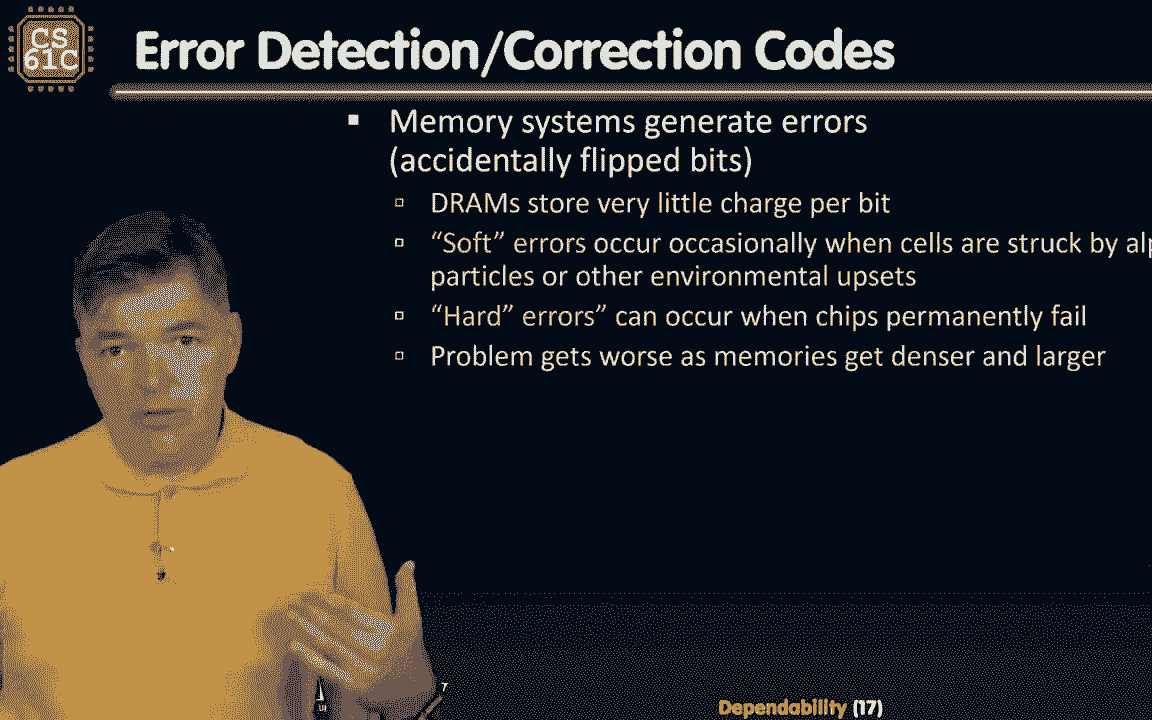 CS
61C
Error Detection/Correction Codes
▪ Memory systems generate errors
(accidentally flipped bits)
▫ DRAMs store very little charge per bit
▫ “Soft” errors occur occasionally when cells are struck by alp
particles or other environmental upsets
▫ “Hard” errors” can occur when chips permanently fail
▫ Problem gets worse as memories get denser and larger
Dependability (17)